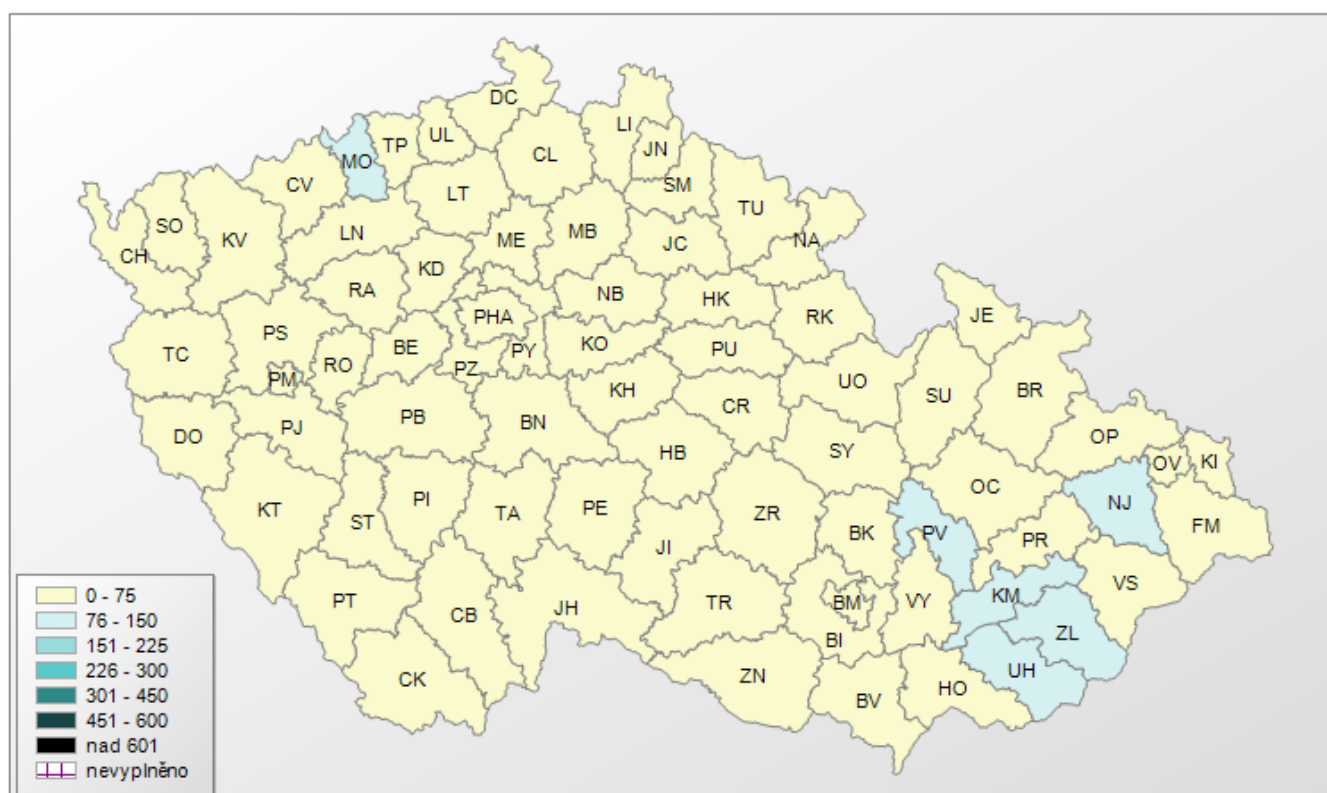 DC
LI
UL
TP
JN
CL
MO
CV
SM
LT
TU
SO
MB
ME
LN
KV
JC
NA
CH
KD
RA
NB
HK
PHA
RK
JE
PS
KO
PU
BE
PY
TC
RO
PZ
PM
UO
KH
BR
SU
CR
PB
BN
PJ
DO
OP
SY
HB
OV
KI
OC
PI
NJ
KT
ZR
PE
TA
ST
FM
BK
PV
PR
JI
VS
PT
KM
JH
TR
BM
VY
CB
ZL
BI
UH
ZN
CK
HO
BV
0 - 75
76 - 150
151 - 225
226 - 300
301 - 450
451 - 600
nad 601
nevyplněno